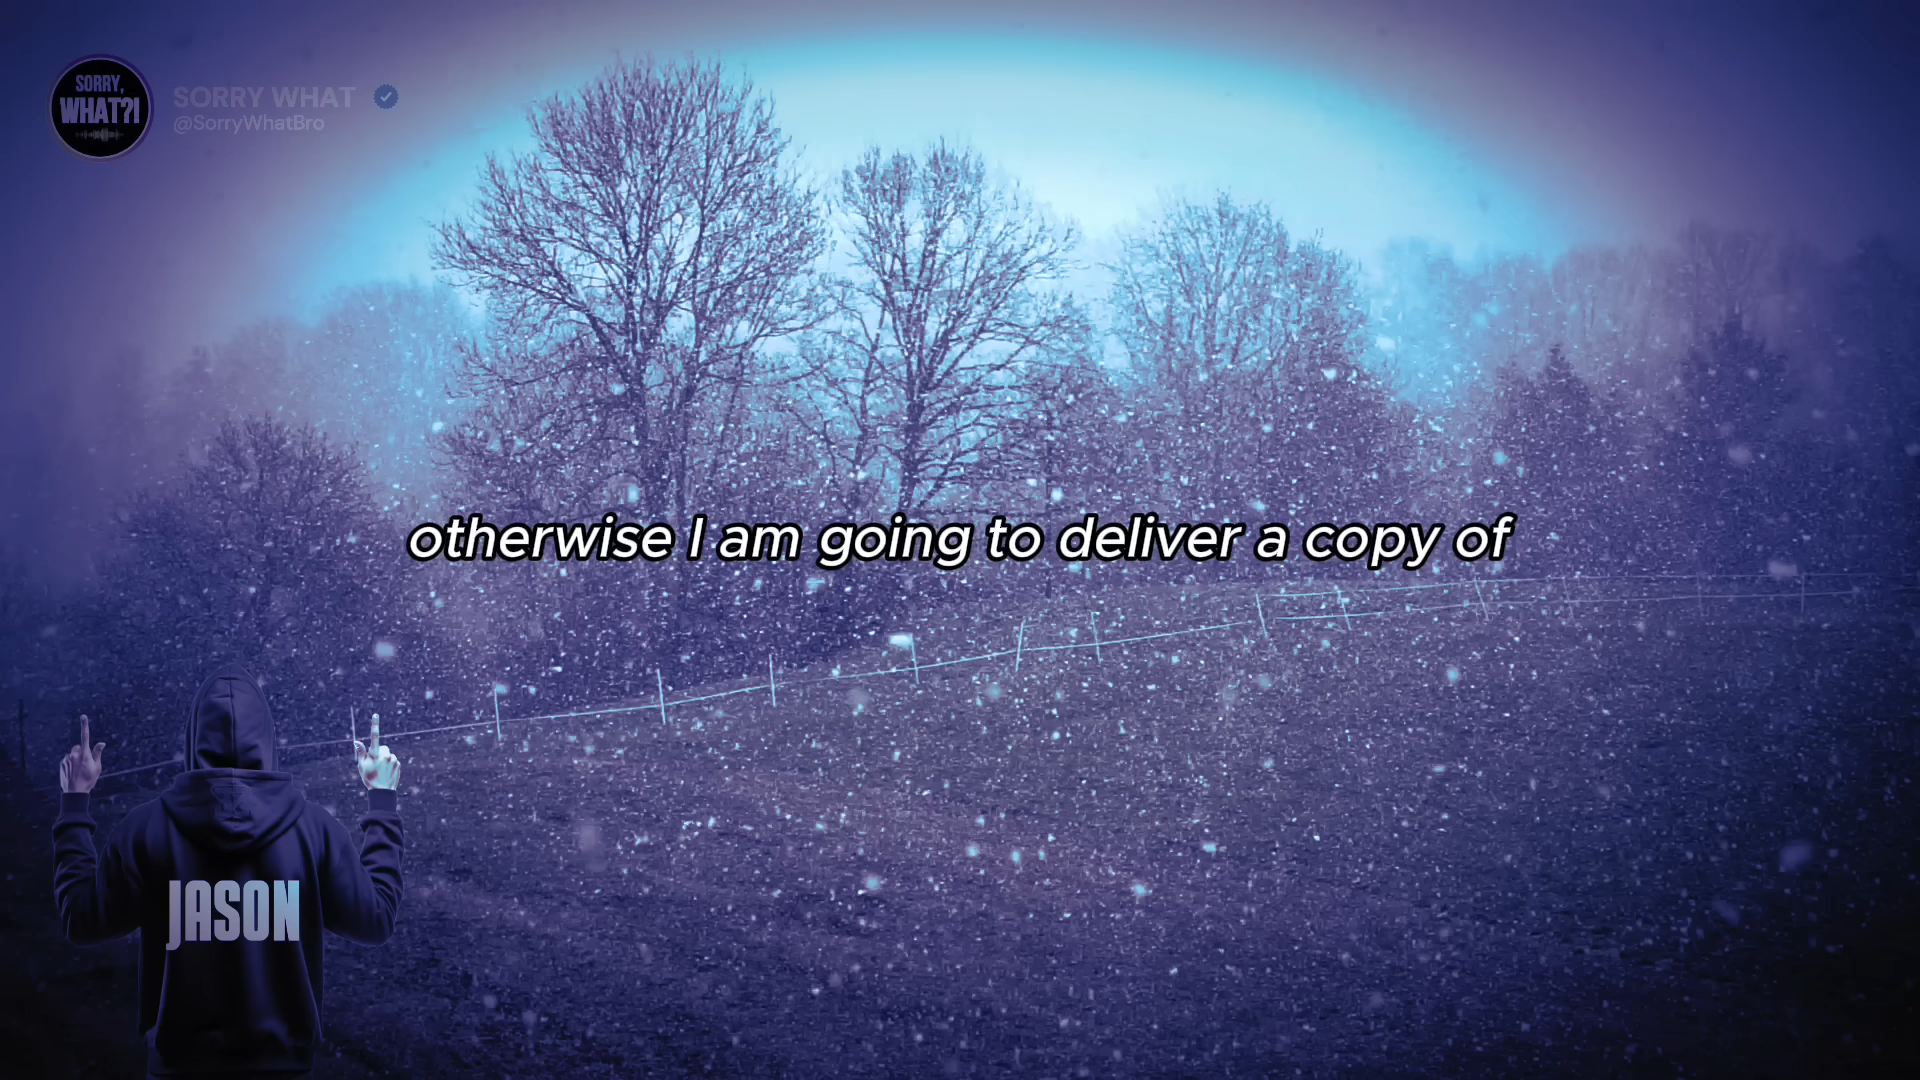 SORRY,
WHAT?!
SORRY WHAT
@SorryWhatBro
otherwise I am going to deliver a copy of
JASON